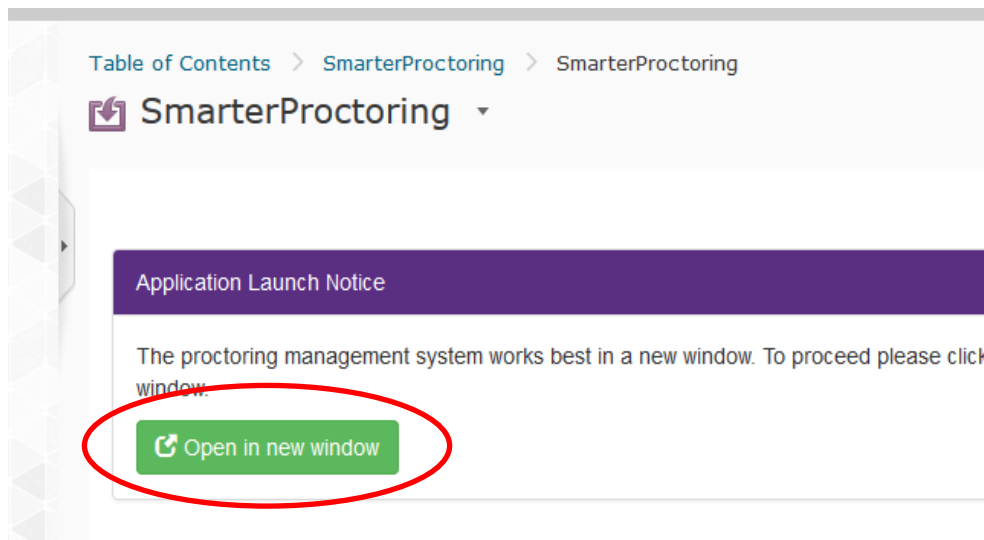 Table of Contents > SmarterProctoring > SmarterProctoring
SmarterProctoring
Application Launch Notice
The proctoring management system works best in a new window. To proceed please click
window.
Open in new window